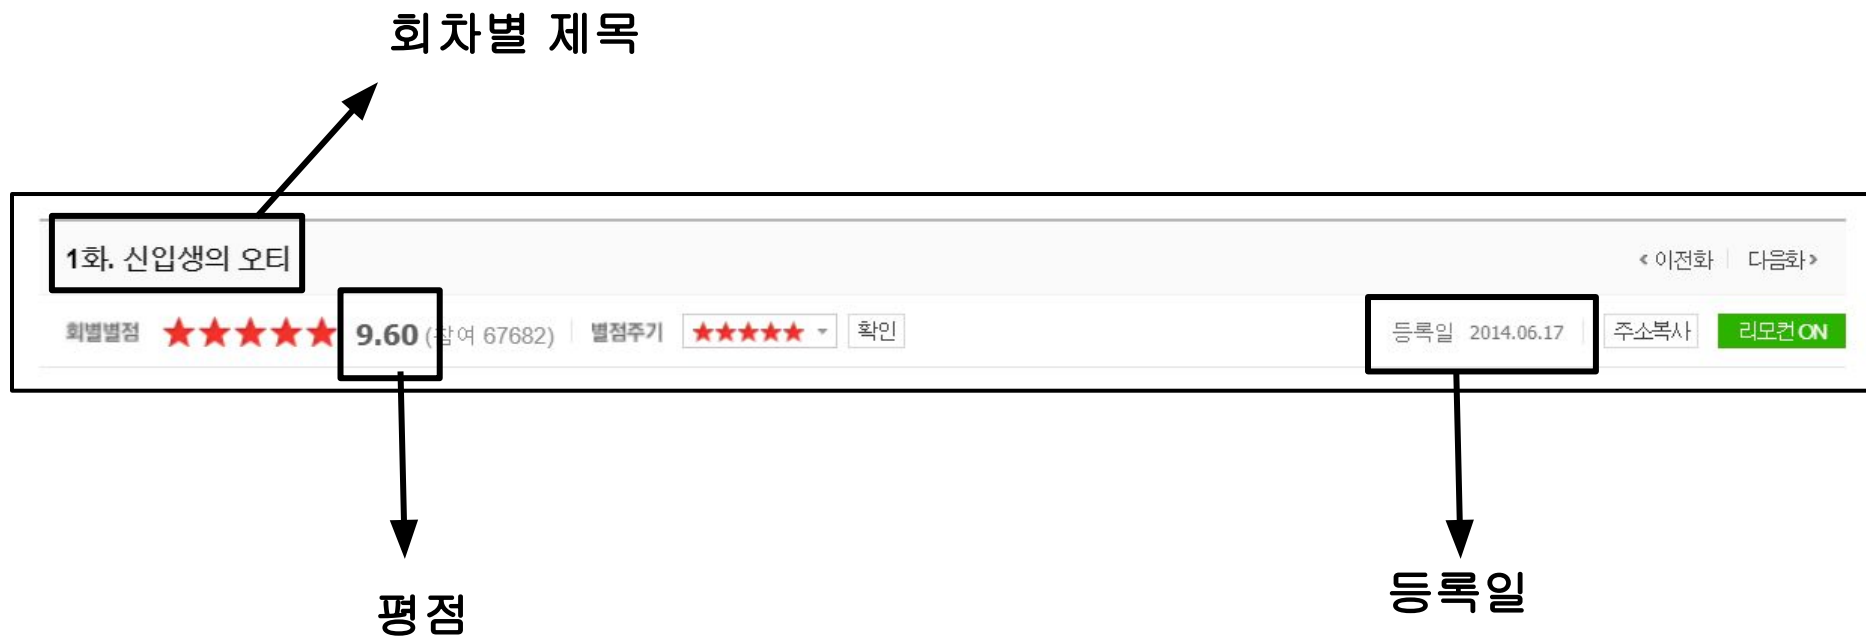 회차별 제목
1화. 신입생의 오티
이전화 다음화
회별별점 9.60 (참여 67682) 별점주기 확인 등록일 2014.06.17 주소복사 리모컨 ON
평점
등록일